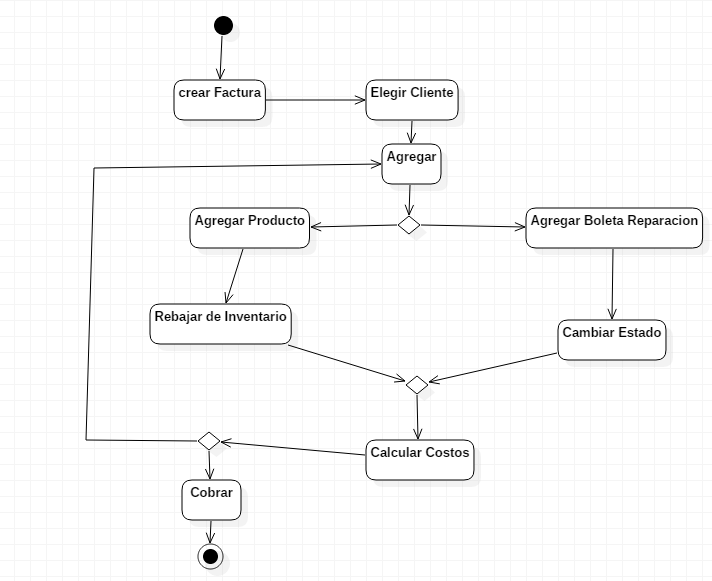 crear Factura
Elegir Cliente
Agregar
Agregar Producto
Agregar Boleta Reparacion
Rebajar de Inventario
Cambiar Estado
Calcular Costos
Cobrar